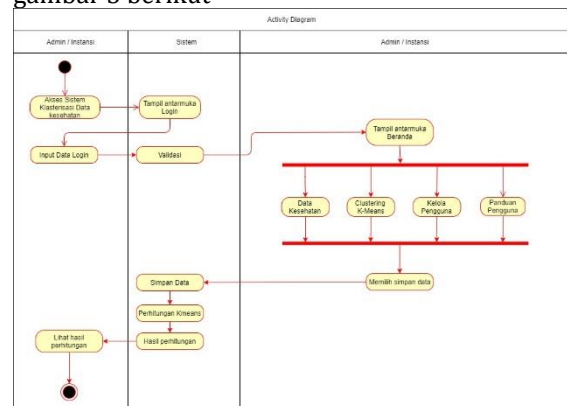 gambar 3 berikut
Activity Diagram
Admin / Instansi
Sistem
Admin / Instansi
Akses Sistem
Klasterisasi Data
kesehatan
Tampil antarmuka
Login
Input Data Login
Validasi
Tampil antarmuka
Beranda
Data
Kesehatan
Clustering
K-Means
Kelola
Pengguna
Panduan
Pengguna
Memilih simpan data
Simpan Data
Perhitungan Kmeans
Hasil perhitungan
Lihat hasil
perhitungan